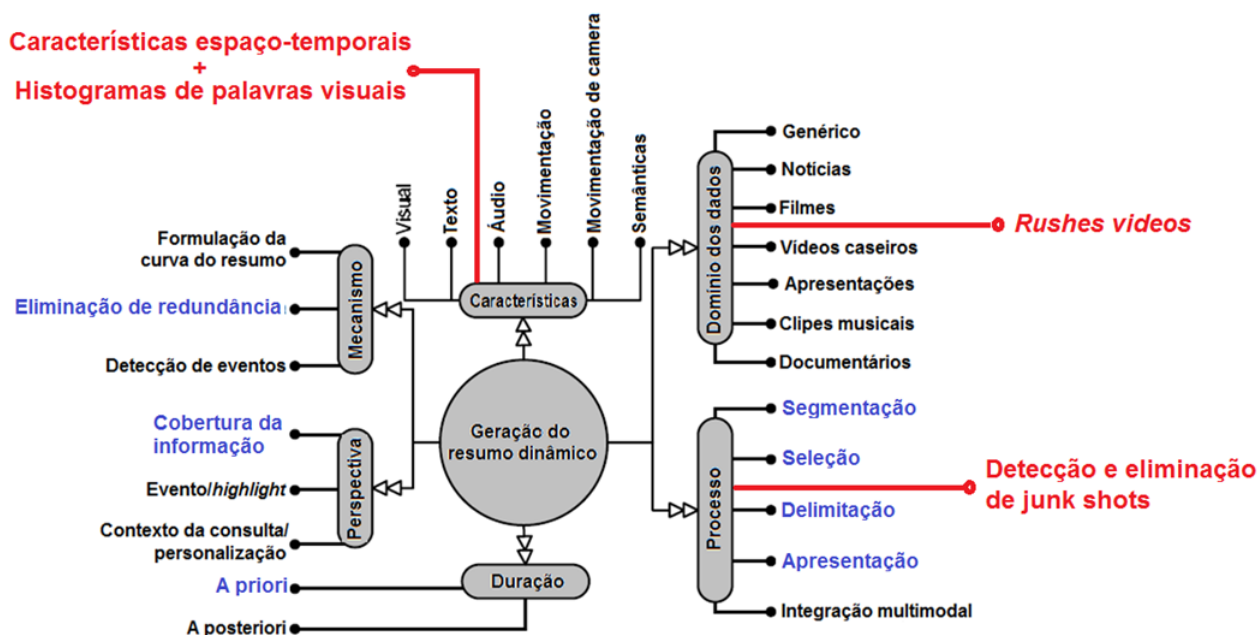 Características espaço-temporais
+
Histogramas de palavras visuais
Visual
Texto
Áudio
Movimentação
Movimentação de camera
Semânticas
Características
Formulação da
curva do resumo
Eliminação de redundância
Detecção de eventos
Mecanismo
Cobertura da
informação
Evento/highlight
Contexto da consulta/
personalização
Perspectiva
Geração do
resumo dinâmico
A priori
A posteriori
Duração
Domínio dos dados
Genérico
Notícias
Filmes
Rushes videos
Vídeos caseiros
Apresentações
Clipes musicais
Documentários
Processo
Segmentação
Seleção
Detecção e eliminação
de junk shots
Delimitação
Apresentação
Integração multimodal